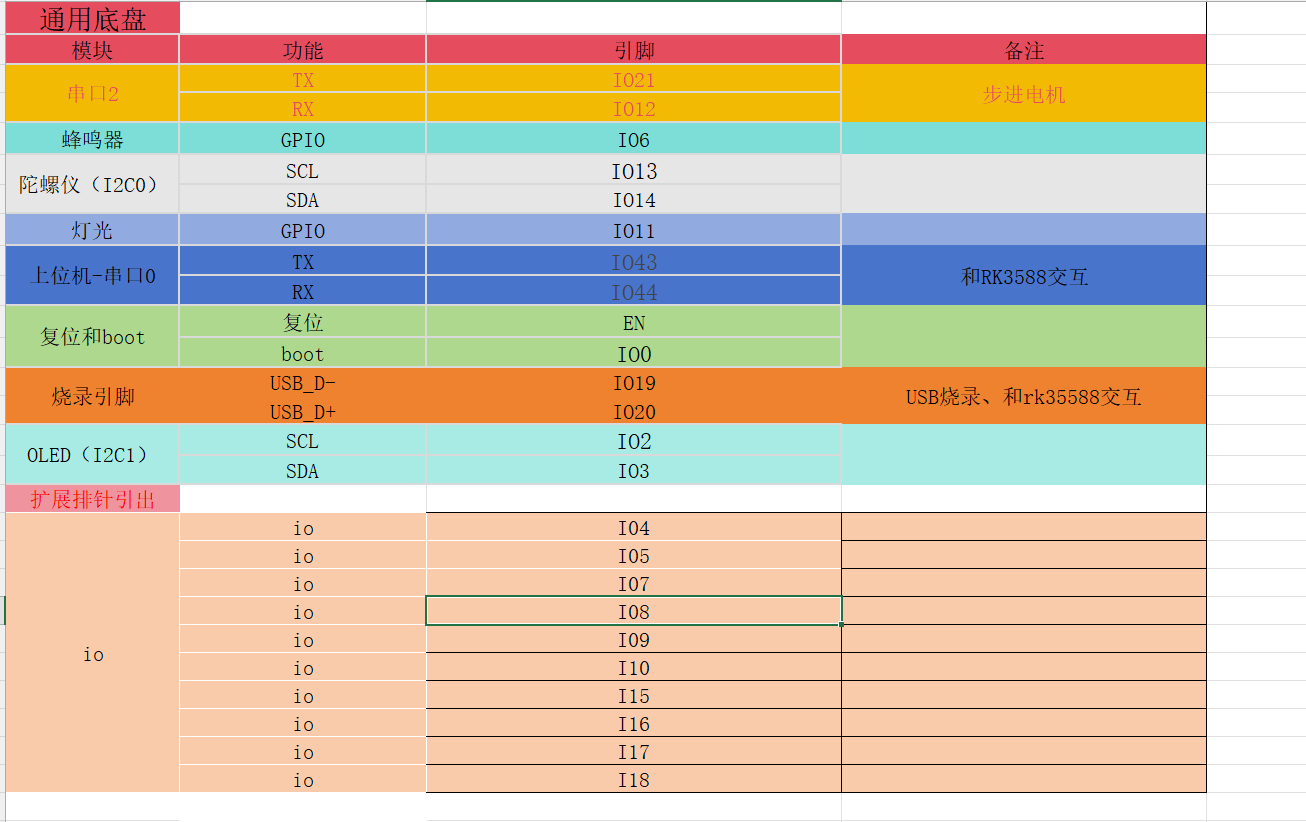 通用底盘
模块 功能 引脚 备注
串口2 TX IO21 步进电机
RX IO12
蜂鸣器 GPIO IO6
陀螺仪（I2C0） SCL IO13
SDA IO14
灯光 GPIO IO11
上位机-串口0 TX IO43 和RK3588交互
RX IO44
复位和boot 复位 EN
boot IO0
烧录引脚 USB_D- IO19 USB烧录、和rk35588交互
USB_D+ IO20
OLED（I2C1） SCL IO2
SDA IO3
扩展排针引出
io io IO4
io IO5
io IO7
io IO8
io IO9
io IO10
io IO15
io IO16
io IO17
io IO18